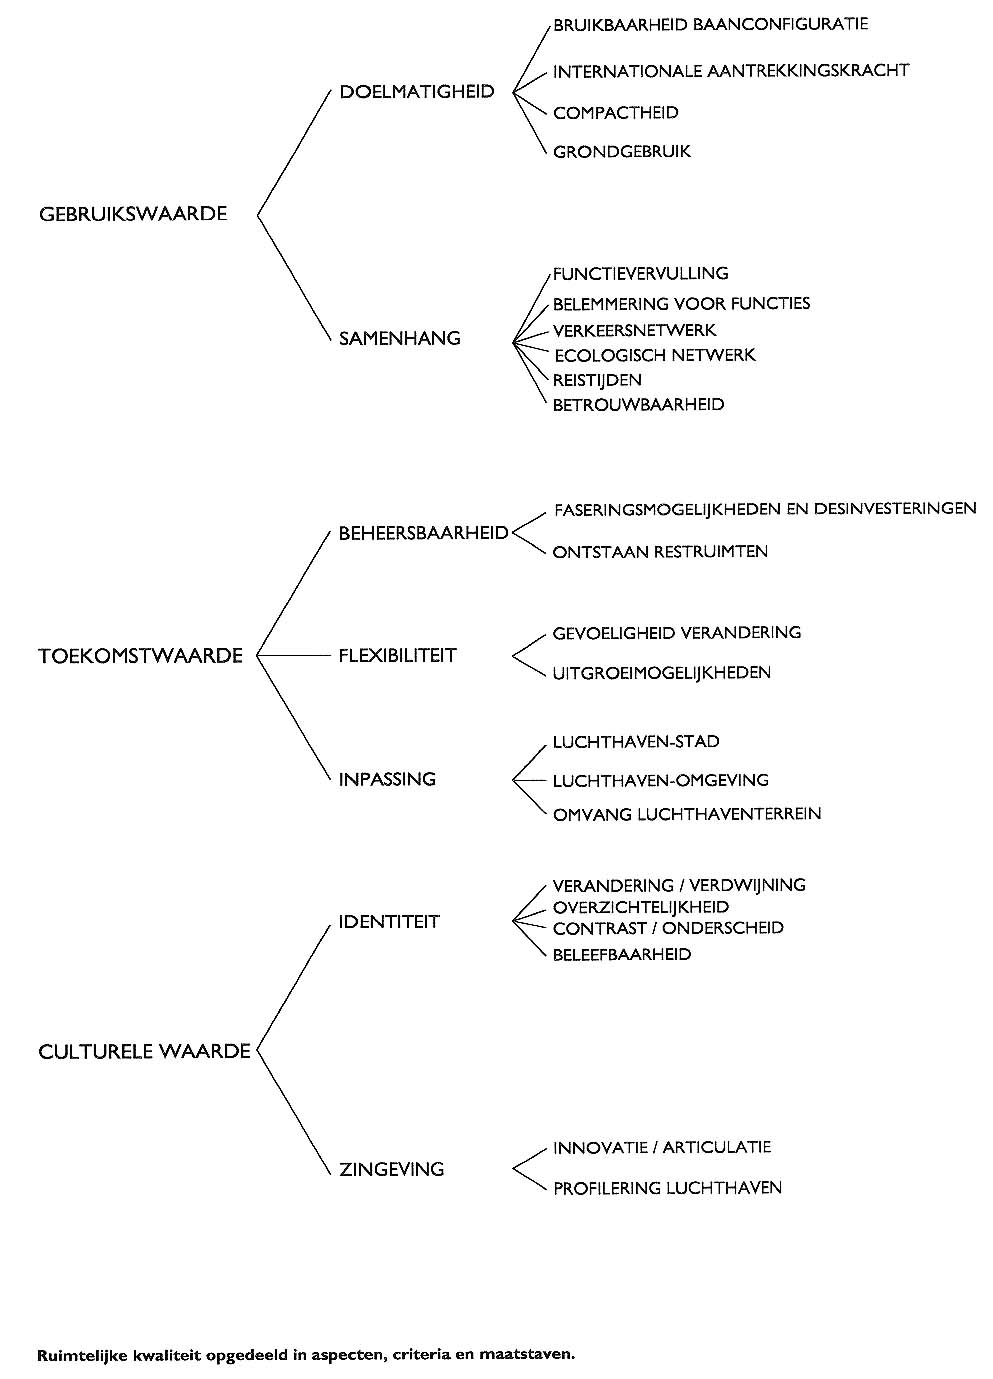 GEBRUIKSWAARDE
DOELMATIGHEID
BRUIKBAARHEID BAANCONFIGURATIE
INTERNATIONALE AANTREKKINGSKRACHT
COMPACTHEID
GRONDGEBRUIK
SAMENHANG
FUNCTIEVERVULLING
BELEMMERING VOOR FUNCTIES
VERKEERSNETWERK
ECOLOGISCH NETWERK
REISTIJDEN
BETROUWBAARHEID
TOEKOMSTWAARDE
BEHEERSBAARHEID
FASERINGSMOGELIJKHEDEN EN DESINVESTERINGEN
ONTSTAAN RESTRUIMTEN
FLEXIBILITEIT
GEVOELIGHEID VERANDERING
UITGROEIMOGELIJKHEDEN
INPASSING
LUCHTHAVEN-STAD
LUCHTHAVEN-OMGEVING
OMVANG LUCHTHAVENTERREIN
CULTURELE WAARDE
IDENTITEIT
VERANDERING / VERDWIJNING
OVERZICHTELIJKHEID
CONTRAST / ONDERSCHEID
BELEEFBAARHEID
ZINGEVING
INNOVATIE / ARTICULATIE
PROFILERING LUCHTHAVEN
Ruimtelijke kwaliteit opgedeeld in aspecten, criteria en maatstaven.